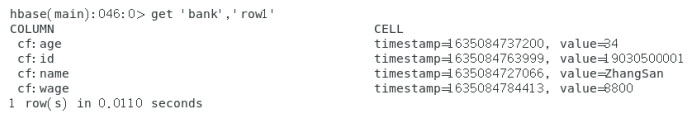 hbase(main):046:0> get 'bank','row1'
COLUMN CELL
cf:age timestamp=1635084737200, value=34
cf:id timestamp=1635084763999, value=19030500001
cf:name timestamp=1635084727066, value=ZhangSan
cf:wage timestamp=1635084784413, value=8800
1 row(s) in 0.0110 seconds